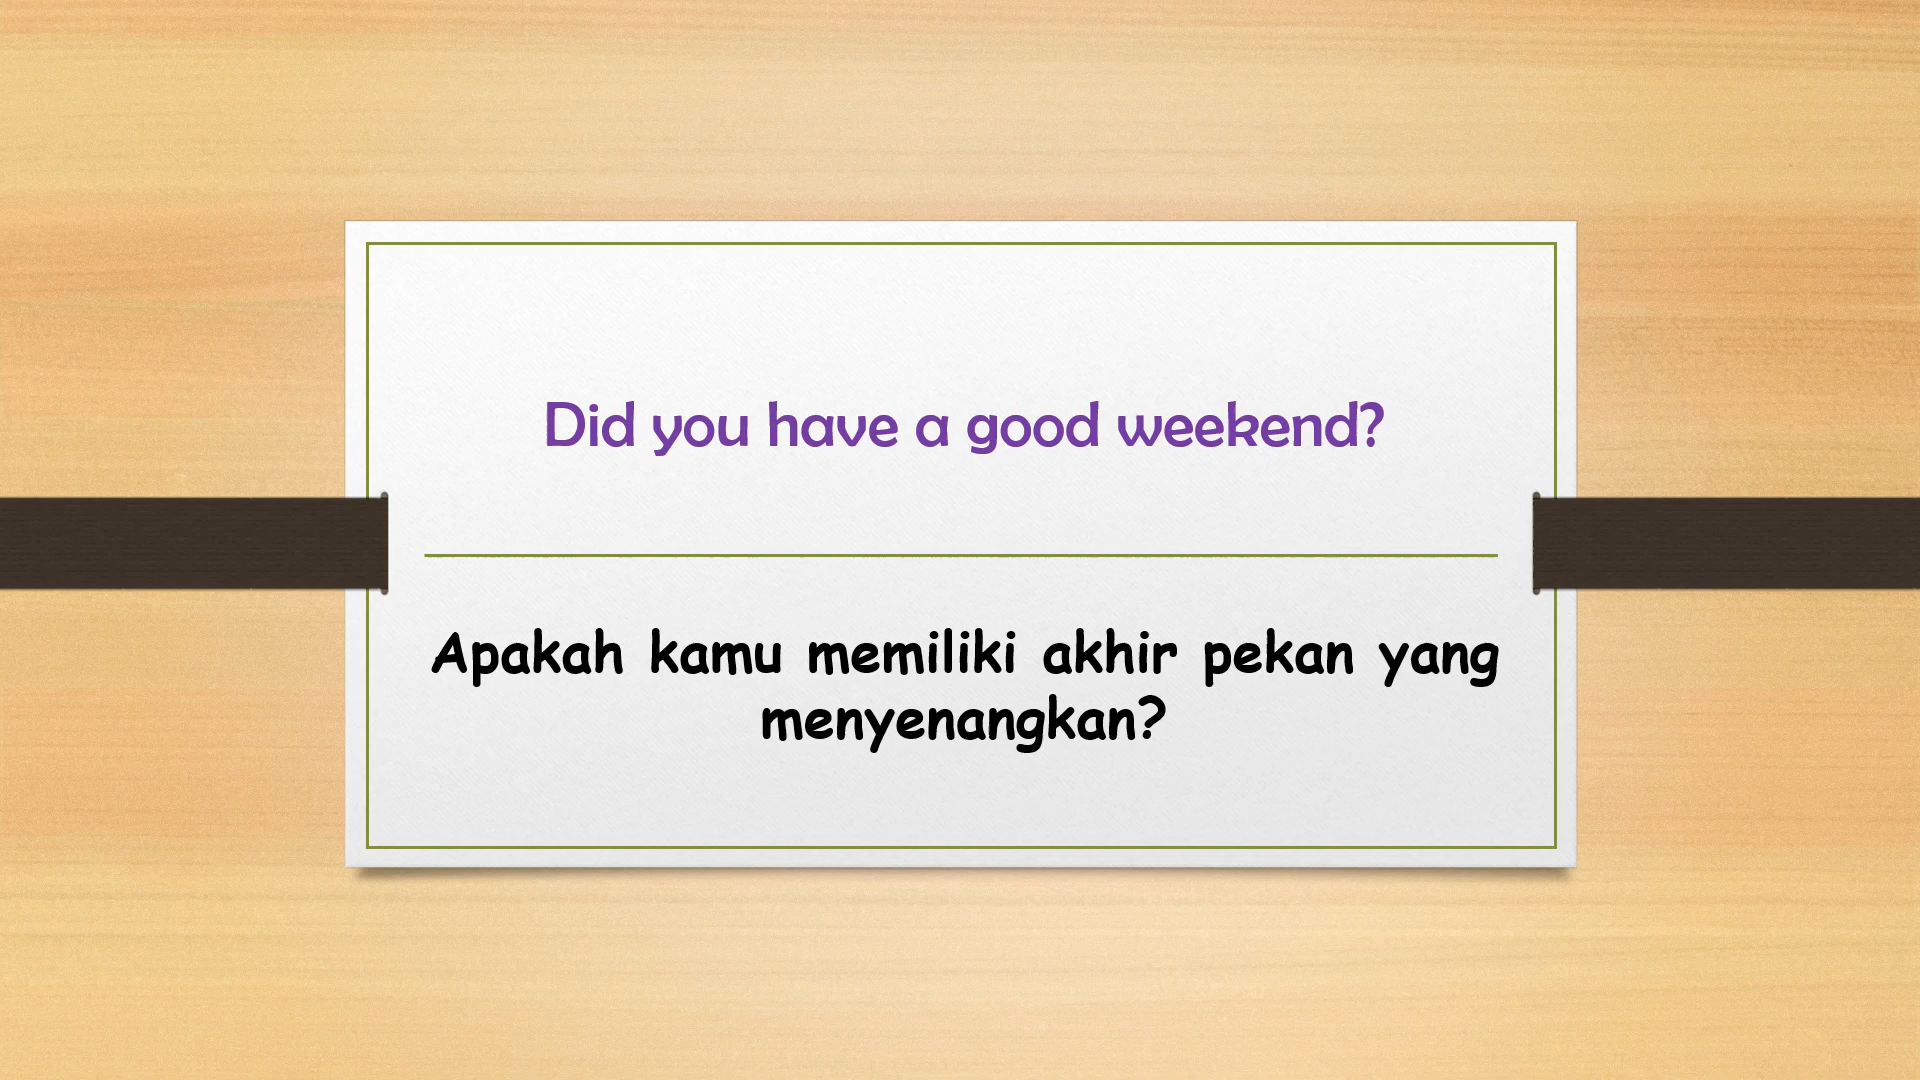 Did you have a good weekend?
Apakah kamu memiliki akhir pekan yang
menyenangkan?